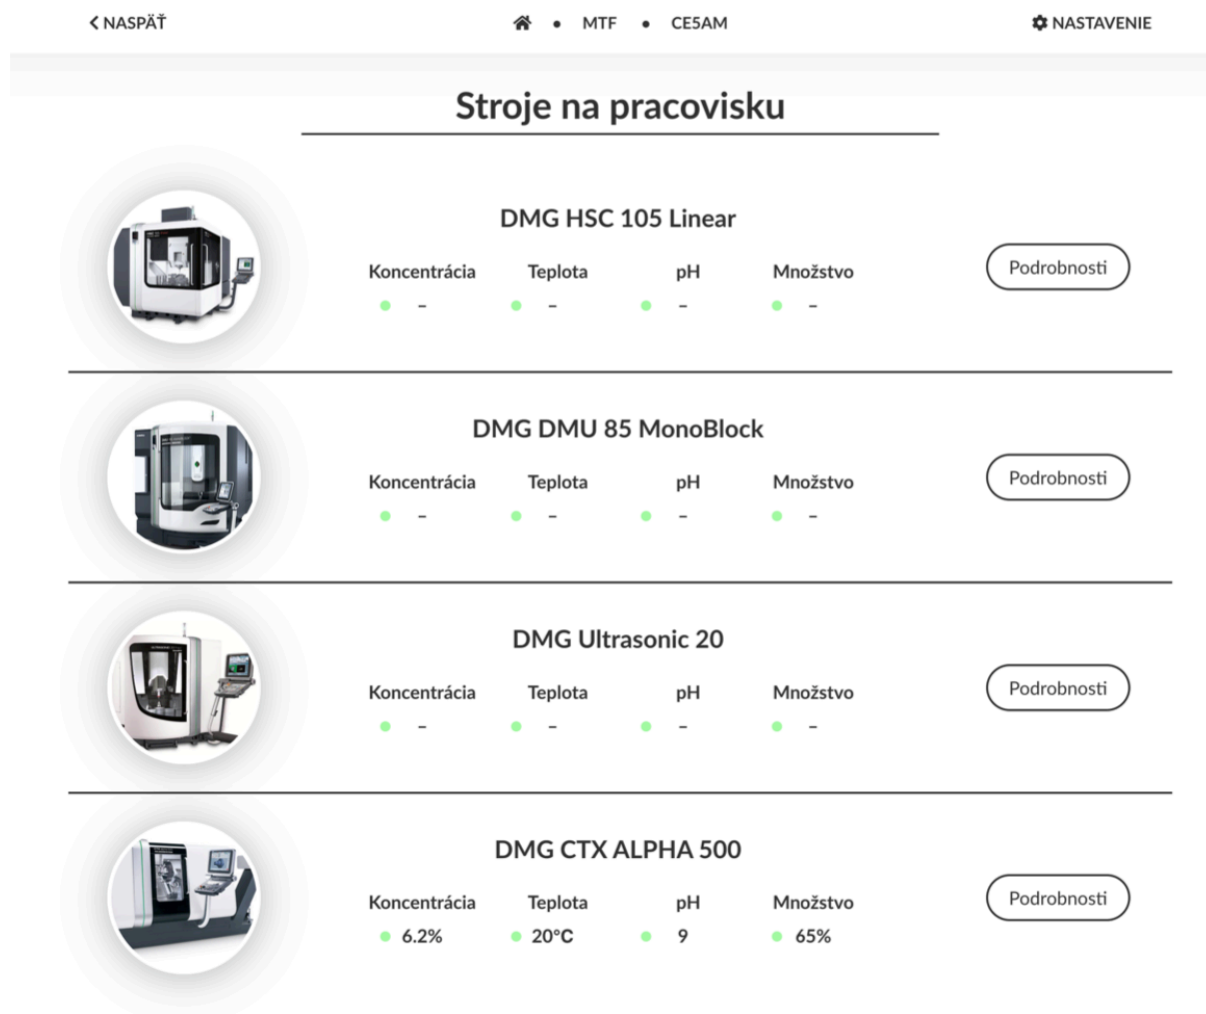 NASPÄŤ • MTF • CE5AM NASTAVENIE
Stroje na pracovisku
DMG HSC 105 Linear
Koncentrácia Teplota pH Množstvo
– – – –
Podrobnosti
DMG DMU 85 MonoBlock
Koncentrácia Teplota pH Množstvo
– – – –
Podrobnosti
DMG Ultrasonic 20
Koncentrácia Teplota pH Množstvo
– – – –
Podrobnosti
DMG CTX ALPHA 500
Koncentrácia Teplota pH Množstvo
6.2% 20°C 9 65%
Podrobnosti